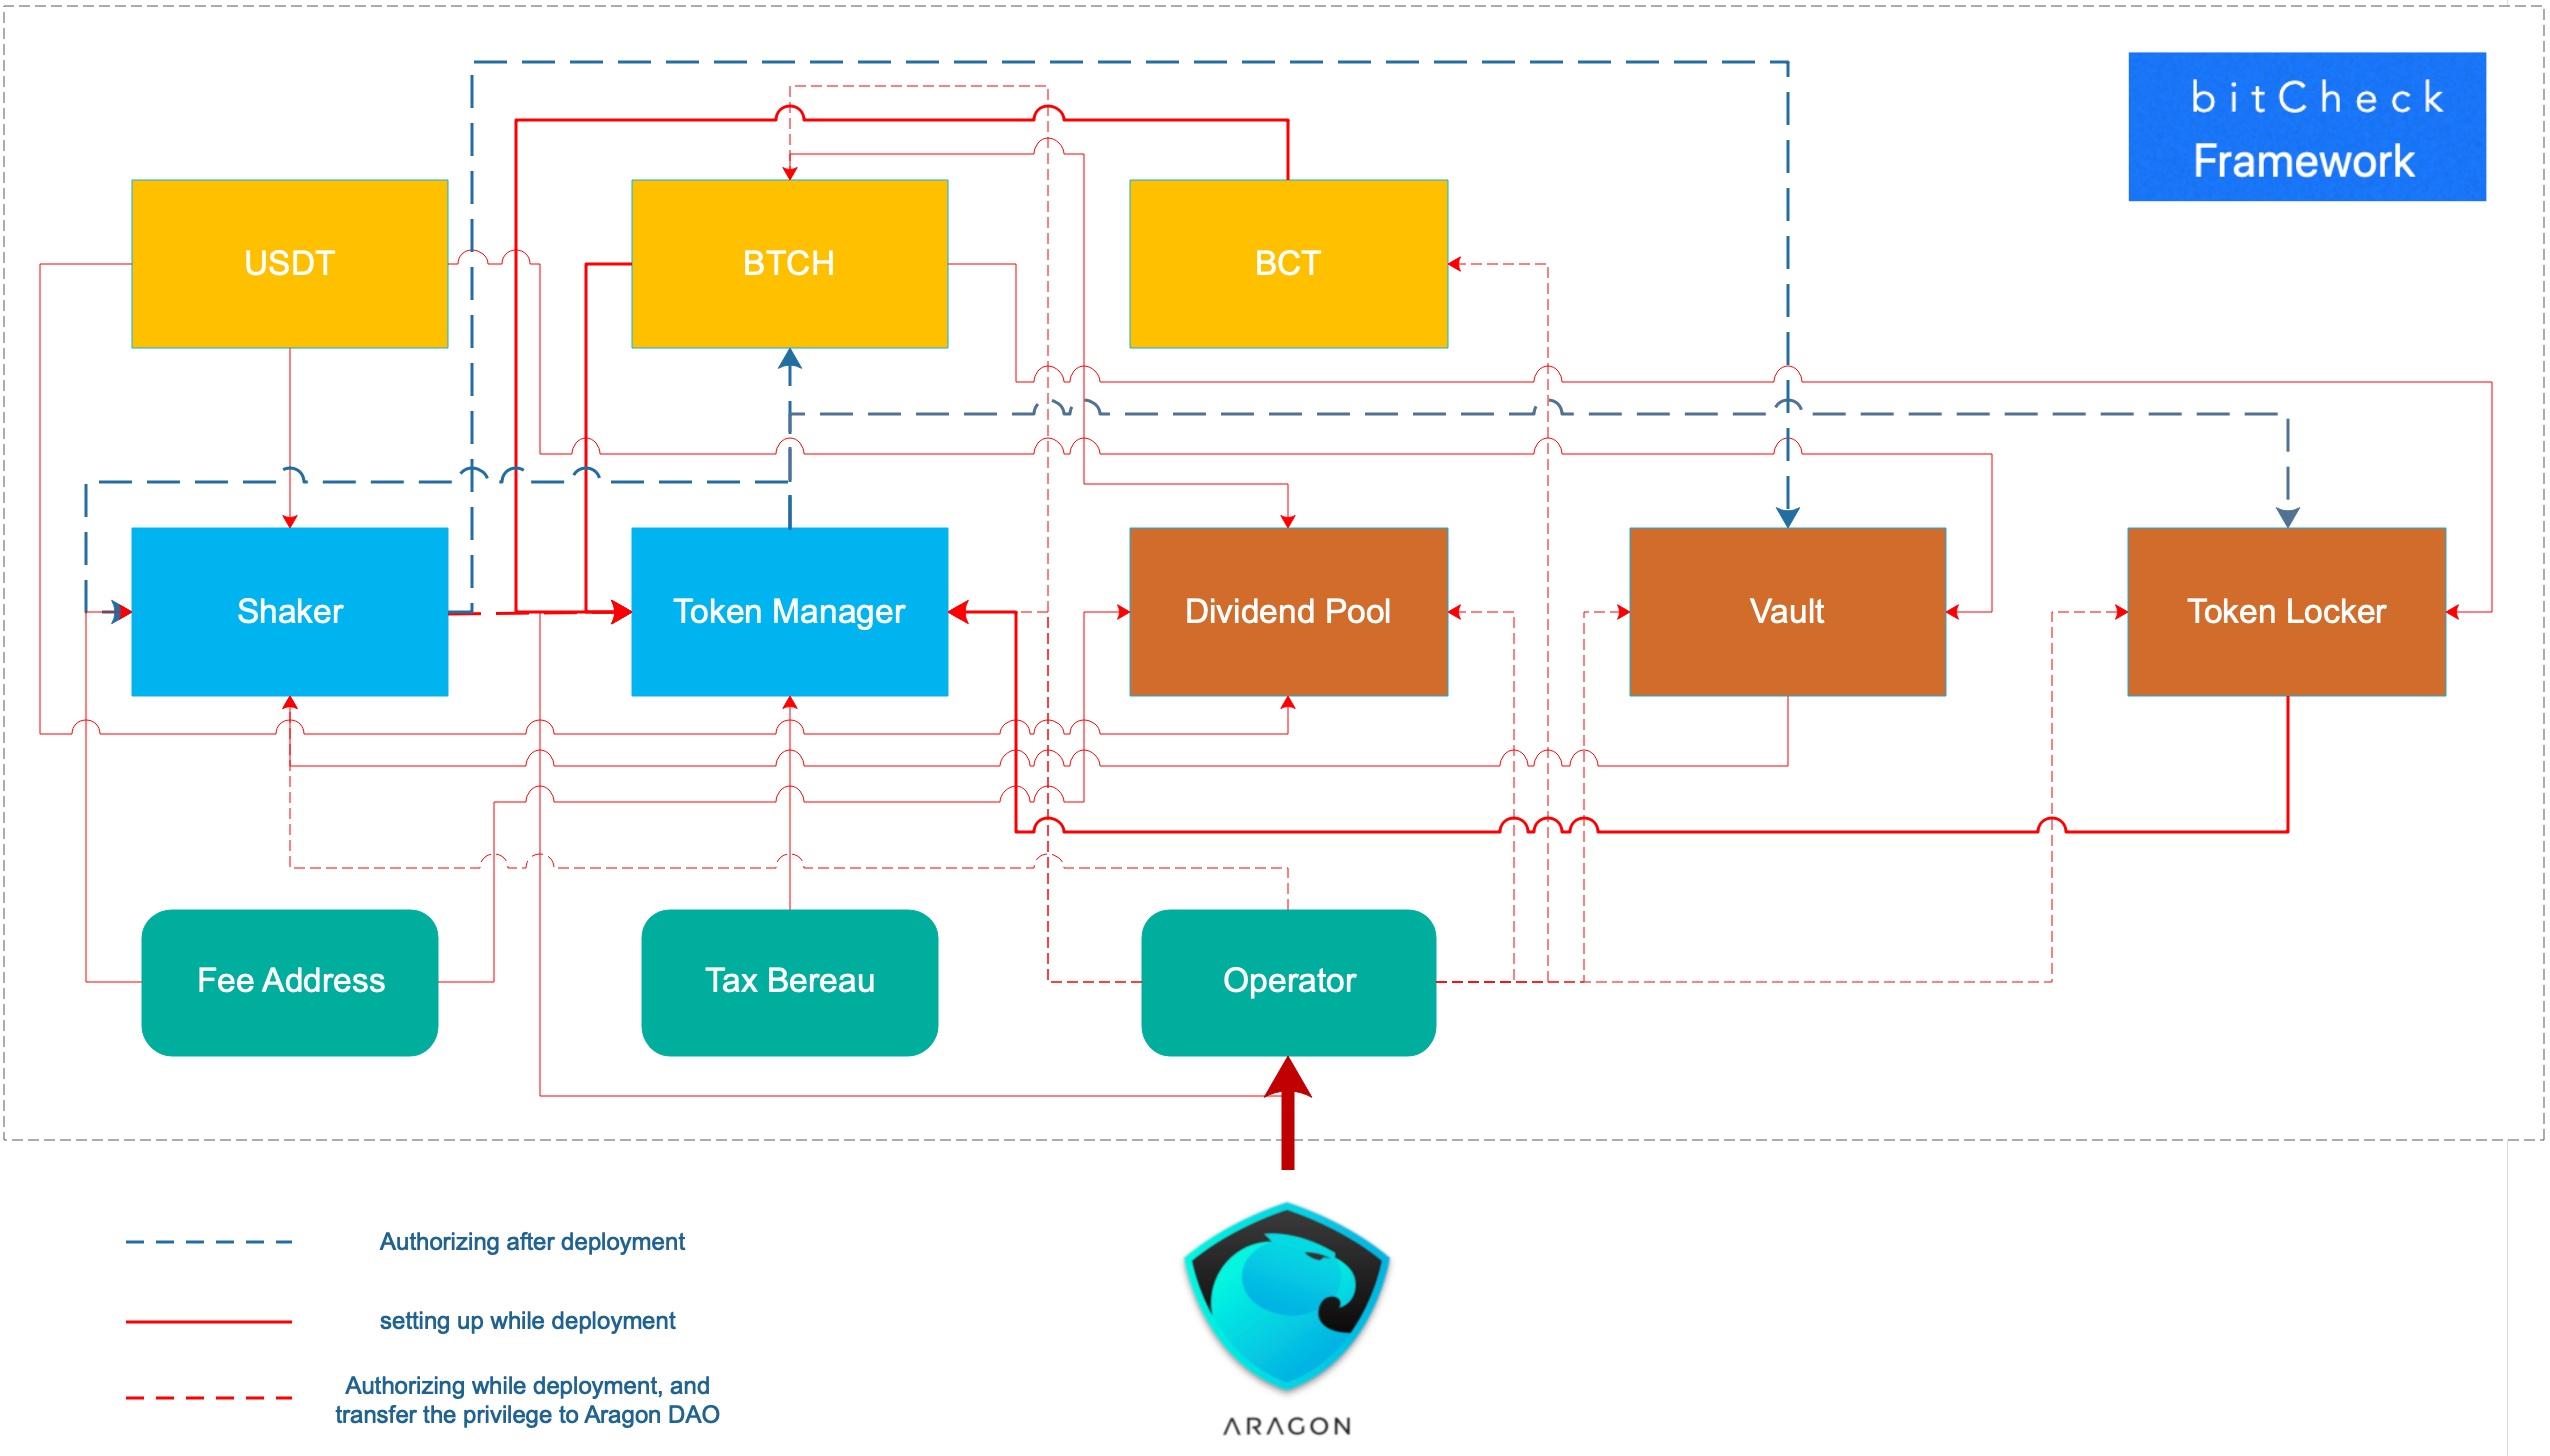 bitCheck
Framework
USDT
BTCH
BCT
Shaker
Token Manager
Dividend Pool
Vault
Token Locker
Fee Address
Tax Bereau
Operator
Authorizing after deployment
setting up while deployment
Authorizing while deployment, and
transfer the privilege to Aragon DAO
ARAGON